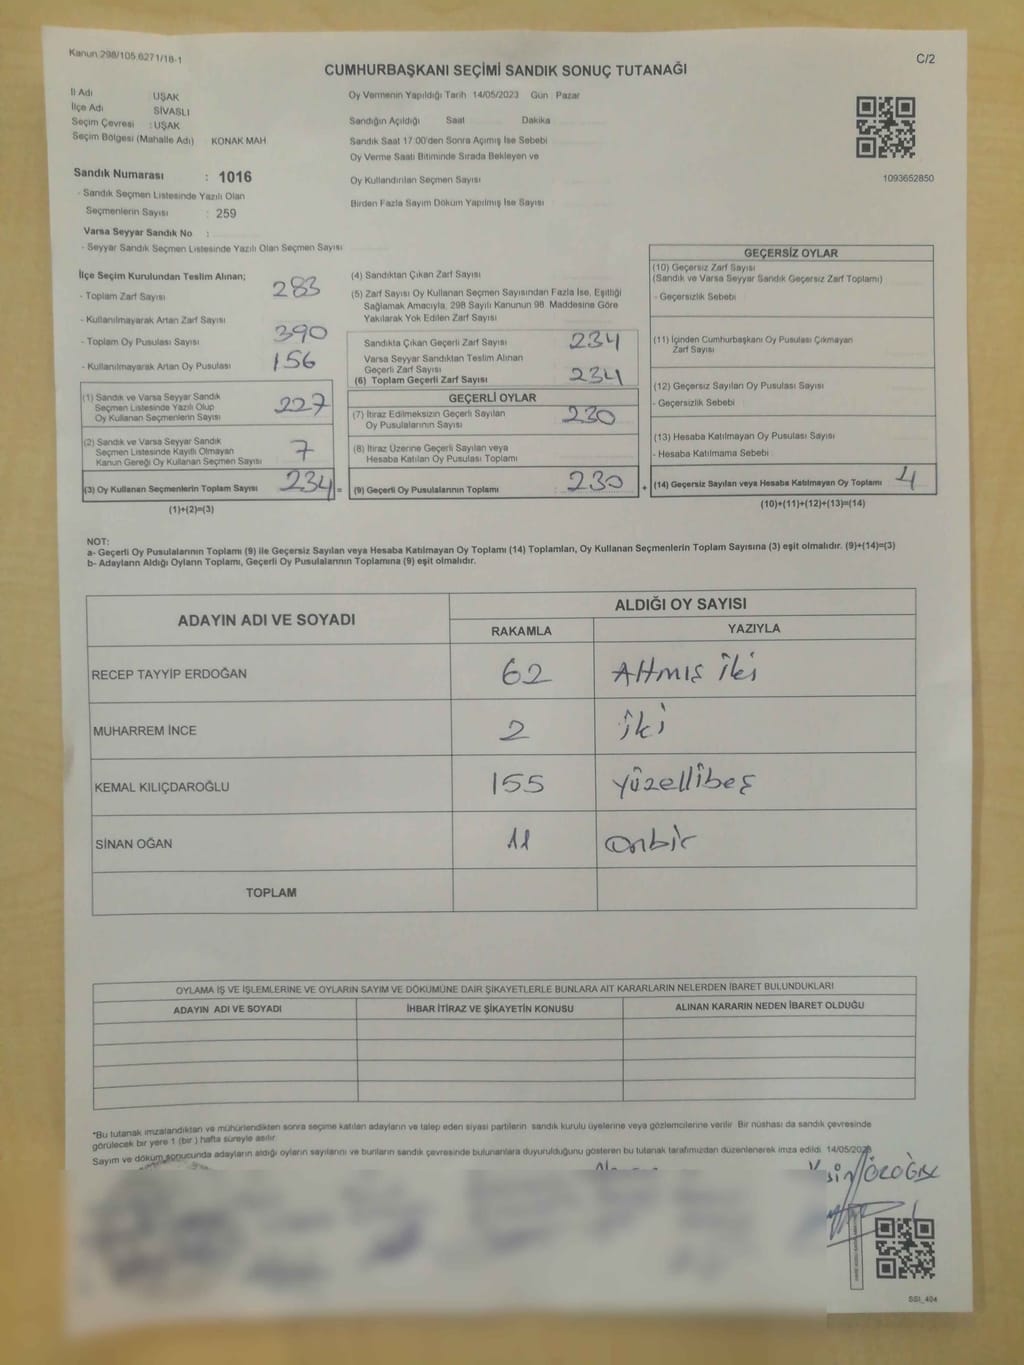 Kanun 298/105.6271/18-1
C/2
CUMHURBAŞKANI SEÇİMİ SANDIK SONUÇ TUTANAĞI
İl Adı UŞAK
İlçe Adı SİVASLI
Seçim Çevresi : UŞAK
Seçim Bölgesi (Mahalle Adı) KONAK MAH
Sandık Numarası : 1016
- Sandık Seçmen Listesinde Yazılı Olan
Seçmenlerin Sayısı : 259
Varsa Seyyar Sandık No :
- Seyyar Sandık Seçmen Listesinde Yazılı Olan Seçmen Sayısı
Oy Vermenin Yapıldığı Tarih 14/05/2023 Gün Pazar
Sandığın Açıldığı Saat Dakika
Sandık Saat 17:00'den Sonra Açımış İse Sebebi
Oy Verme Saati Bitiminde Sırada Bekleyen ve
Oy Kullandırılan Seçmen Sayısı
Birden Fazla Sayım Döküm Yapılmış İse Sayısı
1093652850
İlçe Seçim Kurulundan Teslim Alınan;
- Toplam Zarf Sayısı 283
- Kullanılmayarak Artan Zarf Sayısı
- Toplam Oy Pusulası Sayısı 390
- Kullanılmayarak Artan Oy Pusulası 156
(1) Sandık ve Varsa Seyyar Sandık
Seçmen Listesinde Yazılı Olup
Oy Kullanan Seçmenlerin Sayısı 227
(2) Sandık ve Varsa Seyyar Sandık
Seçmen Listesinde Kayıtlı Olmayan
Kanun Gereği Oy Kullanan Seçmen Sayısı 7
(3) Oy Kullanan Seçmenlerin Toplam Sayısı 234 =
(1)+(2)=(3)
(4) Sandıktan Çıkan Zarf Sayısı
(5) Zarf Sayısı Oy Kullanan Seçmen Sayısından Fazla İse, Eşitliği
Sağlamak Amacıyla, 298 Sayılı Kanunun 98. Maddesine Göre
Yakılarak Yok Edilen Zarf Sayısı
Sandıkta Çıkan Geçerli Zarf Sayısı 234
Varsa Seyyar Sandıktan Teslim Alınan
Geçerli Zarf Sayısı
(6) Toplam Geçerli Zarf Sayısı 234
GEÇERLİ OYLAR
(7) İtiraz Edilmeksizin Geçerli Sayılan
Oy Pusulalarının Sayısı 230
(8) İtiraz Üzerine Geçerli Sayılan veya
Hesaba Katılan Oy Pusulası Toplamı
(9) Geçerli Oy Pusulalarının Toplamı 230 +
GEÇERSİZ OYLAR
(10) Geçersiz Zarf Sayısı
(Sandık ve Varsa Seyyar Sandık Geçersiz Zarf Toplamı)
- Geçersizlik Sebebi
(11) İçinden Cumhurbaşkanı Oy Pusulası Çıkmayan
Zarf Sayısı
(12) Geçersiz Sayılan Oy Pusulası Sayısı
- Geçersizlik Sebebi
(13) Hesaba Katılmayan Oy Pusulası Sayısı
- Hesaba Katılmama Sebebi
(14) Geçersiz Sayılan veya Hesaba Katılmayan Oy Toplamı 4
(10)+(11)+(12)+(13)=(14)
NOT:
a- Geçerli Oy Pusulalarının Toplamı (9) ile Geçersiz Sayılan veya Hesaba Katılmayan Oy Toplamı (14) Toplamları, Oy Kullanan Seçmenlerin Toplam Sayısına (3) eşit olmalıdır. (9)+(14)=(3)
b- Adayların Aldığı Oyların Toplamı, Geçerli Oy Pusulalarının Toplamına (9) eşit olmalıdır.
ADAYIN ADI VE SOYADI ALDIĞI OY SAYISI
RAKAMLA YAZIYLA
RECEP TAYYİP ERDOĞAN 62 Altmış iki
MUHARREM İNCE 2 iki
KEMAL KILIÇDAROĞLU 155 Yüzellibeş
SİNAN OĞAN 11 onbir
TOPLAM
OYLAMA İŞ VE İŞLEMLERİNE VE OYLARIN SAYIM VE DÖKÜMÜNE DAİR ŞİKAYETLERLE BUNLARA AİT KARARLARIN NELERDEN İBARET BULUNDUKLARI
ADAYIN ADI VE SOYADI İHBAR İTİRAZ VE ŞİKAYETİN KONUSU ALINAN KARARIN NEDEN İBARET OLDUĞU
*Bu tutanak imzalandıktan ve mühürlendikten sonra seçime katılan adayların ve talep eden siyasi partilerin sandık kurulu üyelerine veya gözlemcilerine verilir. Bir nüshası da sandık çevresinde
görülecek bir yere 1 (bir) hafta süreyle asılır.
Sayım ve döküm sonucunda adayların aldığı oyların sayılarını ve bunların sandık çevresinde bulunanlara duyurulduğunu gösteren bu tutanak tarafımızdan düzenlenerek imza edildi. 14/05/2023
SSI_404